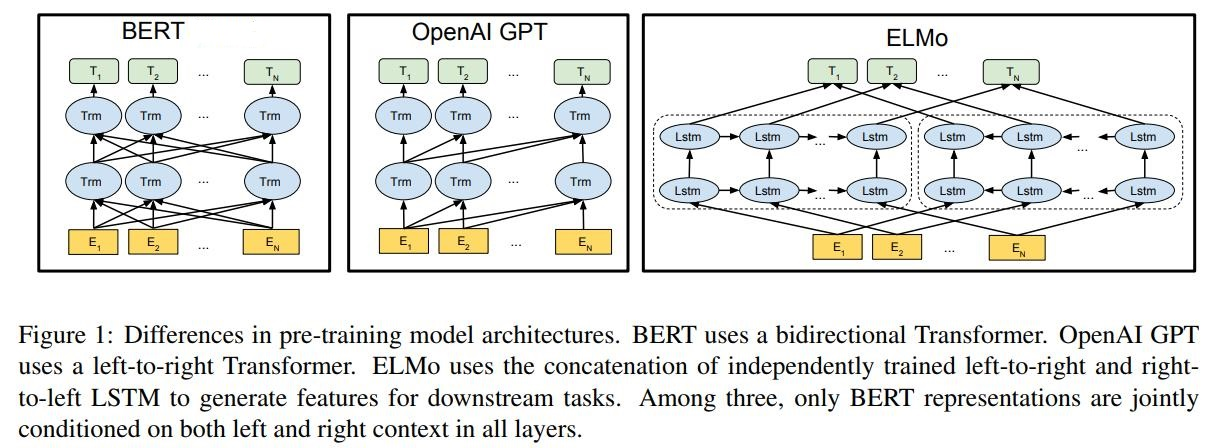 BERT
OpenAI GPT
ELMo
T1 T2 ... TN
Trm Trm ... Trm
Trm Trm ... Trm
E1 E2 ... EN
T1 T2 ... TN
Trm Trm ... Trm
Trm Trm ... Trm
E1 E2 ... EN
T1 T2 ... TN
Lstm Lstm ... Lstm Lstm Lstm ... Lstm
Lstm Lstm ... Lstm Lstm Lstm ... Lstm
E1 E2 ... EN
Figure 1: Differences in pre-training model architectures. BERT uses a bidirectional Transformer. OpenAI GPT
uses a left-to-right Transformer. ELMo uses the concatenation of independently trained left-to-right and right-
to-left LSTM to generate features for downstream tasks. Among three, only BERT representations are jointly
conditioned on both left and right context in all layers.